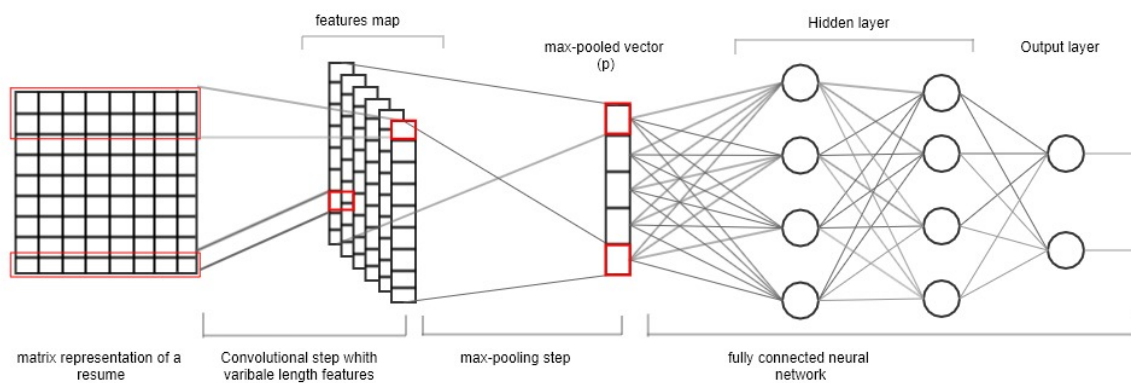 features map
Hidden layer
max-pooled vector
(p)
Output layer
matrix representation of a
resume
Convolutional step whith
varibale length features
max-pooling step
fully connected neural
network